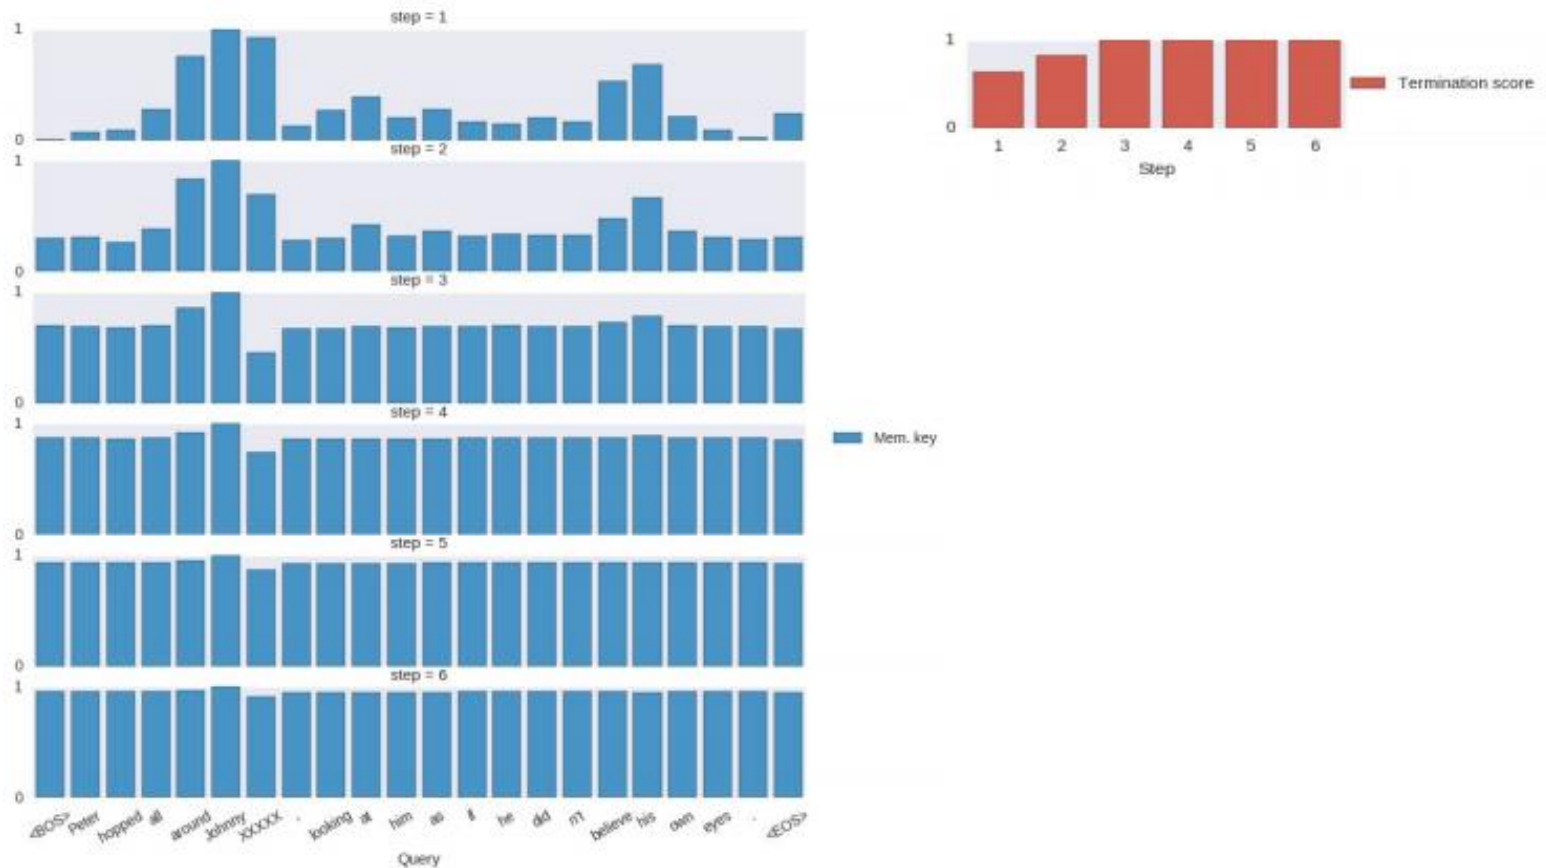 step = 1
1
0
step = 2
1
0
step = 3
1
0
step = 4
1
0
step = 5
1
0
step = 6
1
0
<BOS> Peter hopped all around Johnny XXXXX , looking at him as if he did n't believe his own eyes . <EOS>
Query
Mem. key
1
0
1 2 3 4 5 6
Step
Termination score